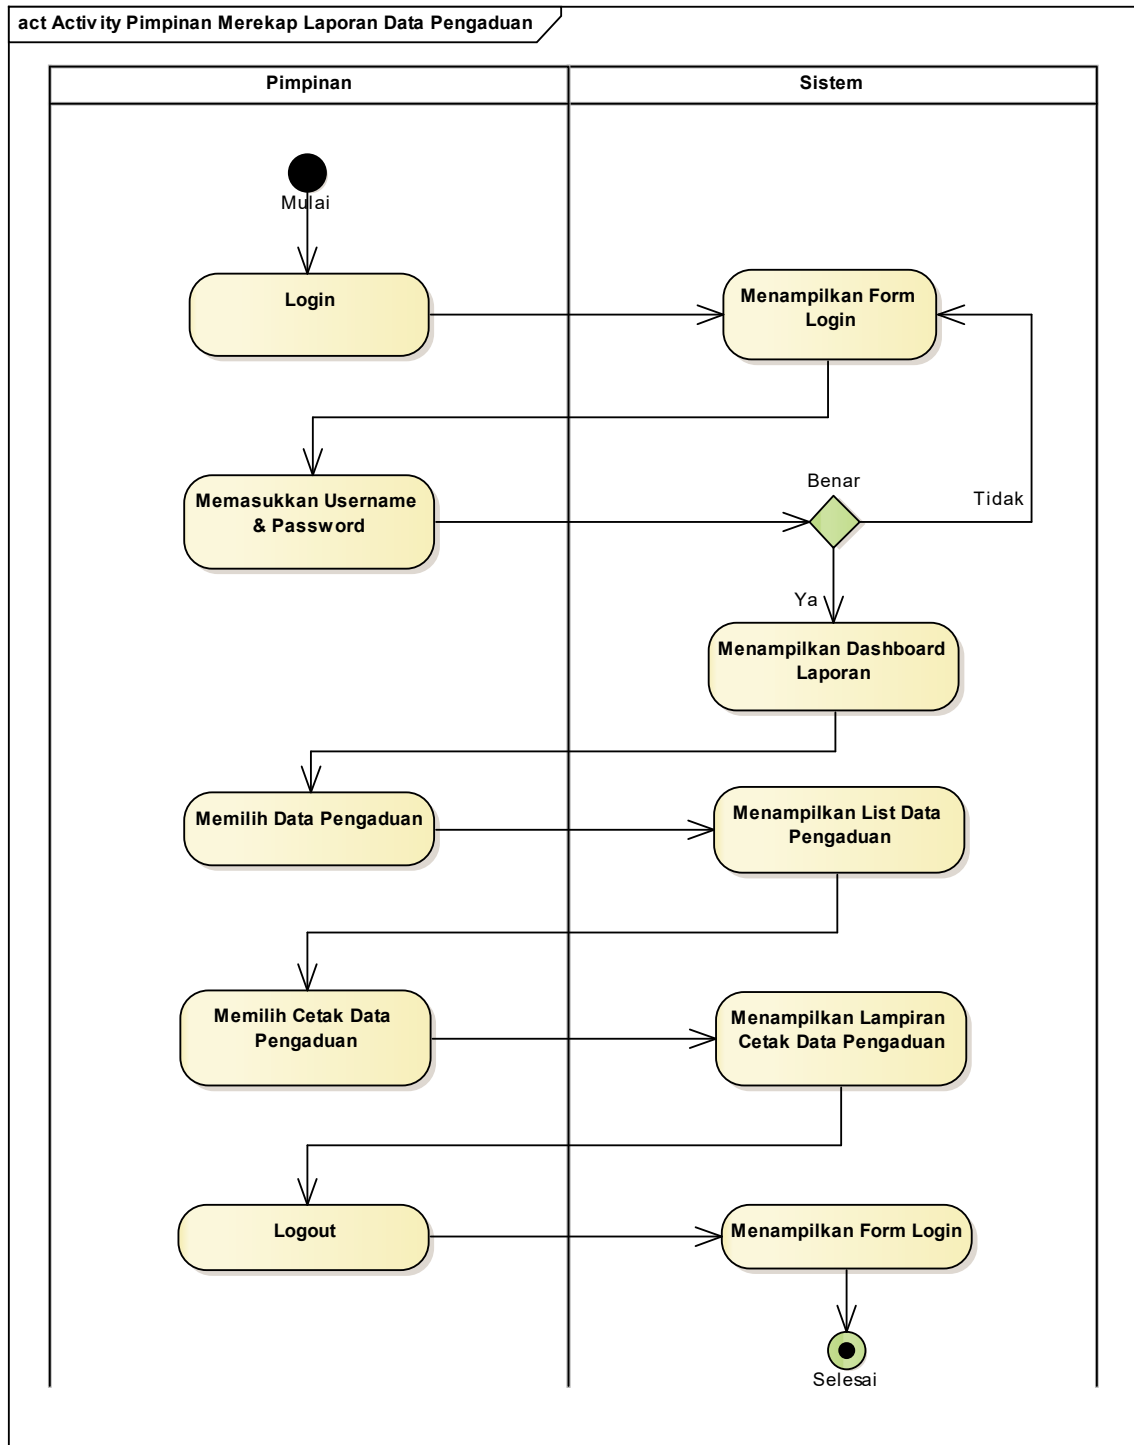 act Activity Pimpinan Merekap Laporan Data Pengaduan
Pimpinan
Sistem
Mulai
Login
Menampilkan Form
Login
Memasukkan Username
& Password
Benar
Tidak
Ya
Menampilkan Dashboard
Laporan
Memilih Data Pengaduan
Menampilkan List Data
Pengaduan
Memilih Cetak Data
Pengaduan
Menampilkan Lampiran
Cetak Data Pengaduan
Logout
Menampilkan Form Login
Selesai